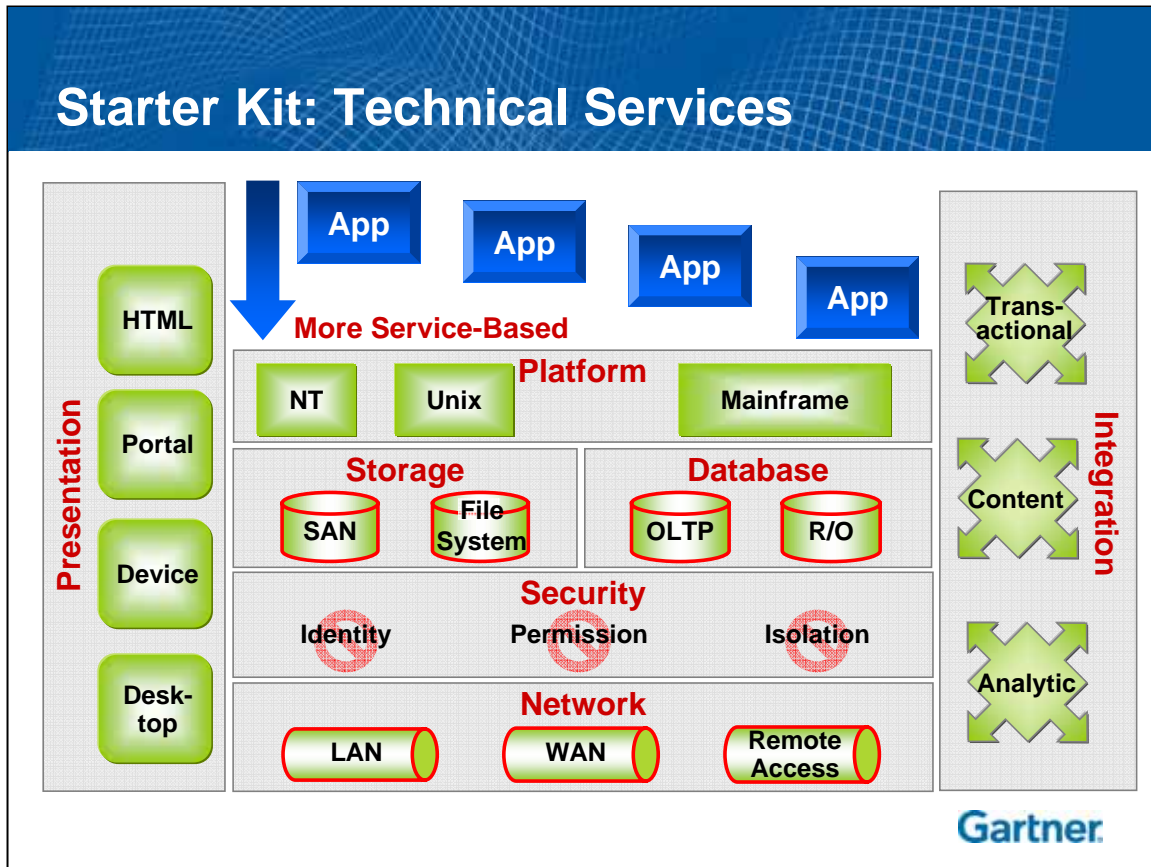 Starter Kit: Technical Services
Presentation
HTML
Portal
Device
Desk-
top
App
App
App
App
More Service-Based
Platform
NT
Unix
Mainframe
Storage
SAN
File
System
Database
OLTP
R/O
Security
Identity
Permission
Isolation
Network
LAN
WAN
Remote
Access
Integration
Trans-
actional
Content
Analytic
Gartner.